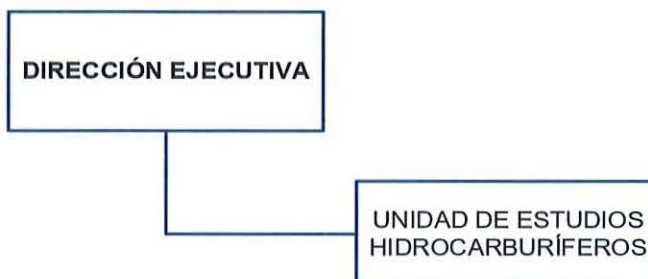 DIRECCIÓN EJECUTIVA
UNIDAD DE ESTUDIOS
HIDROCARBURÍFEROS